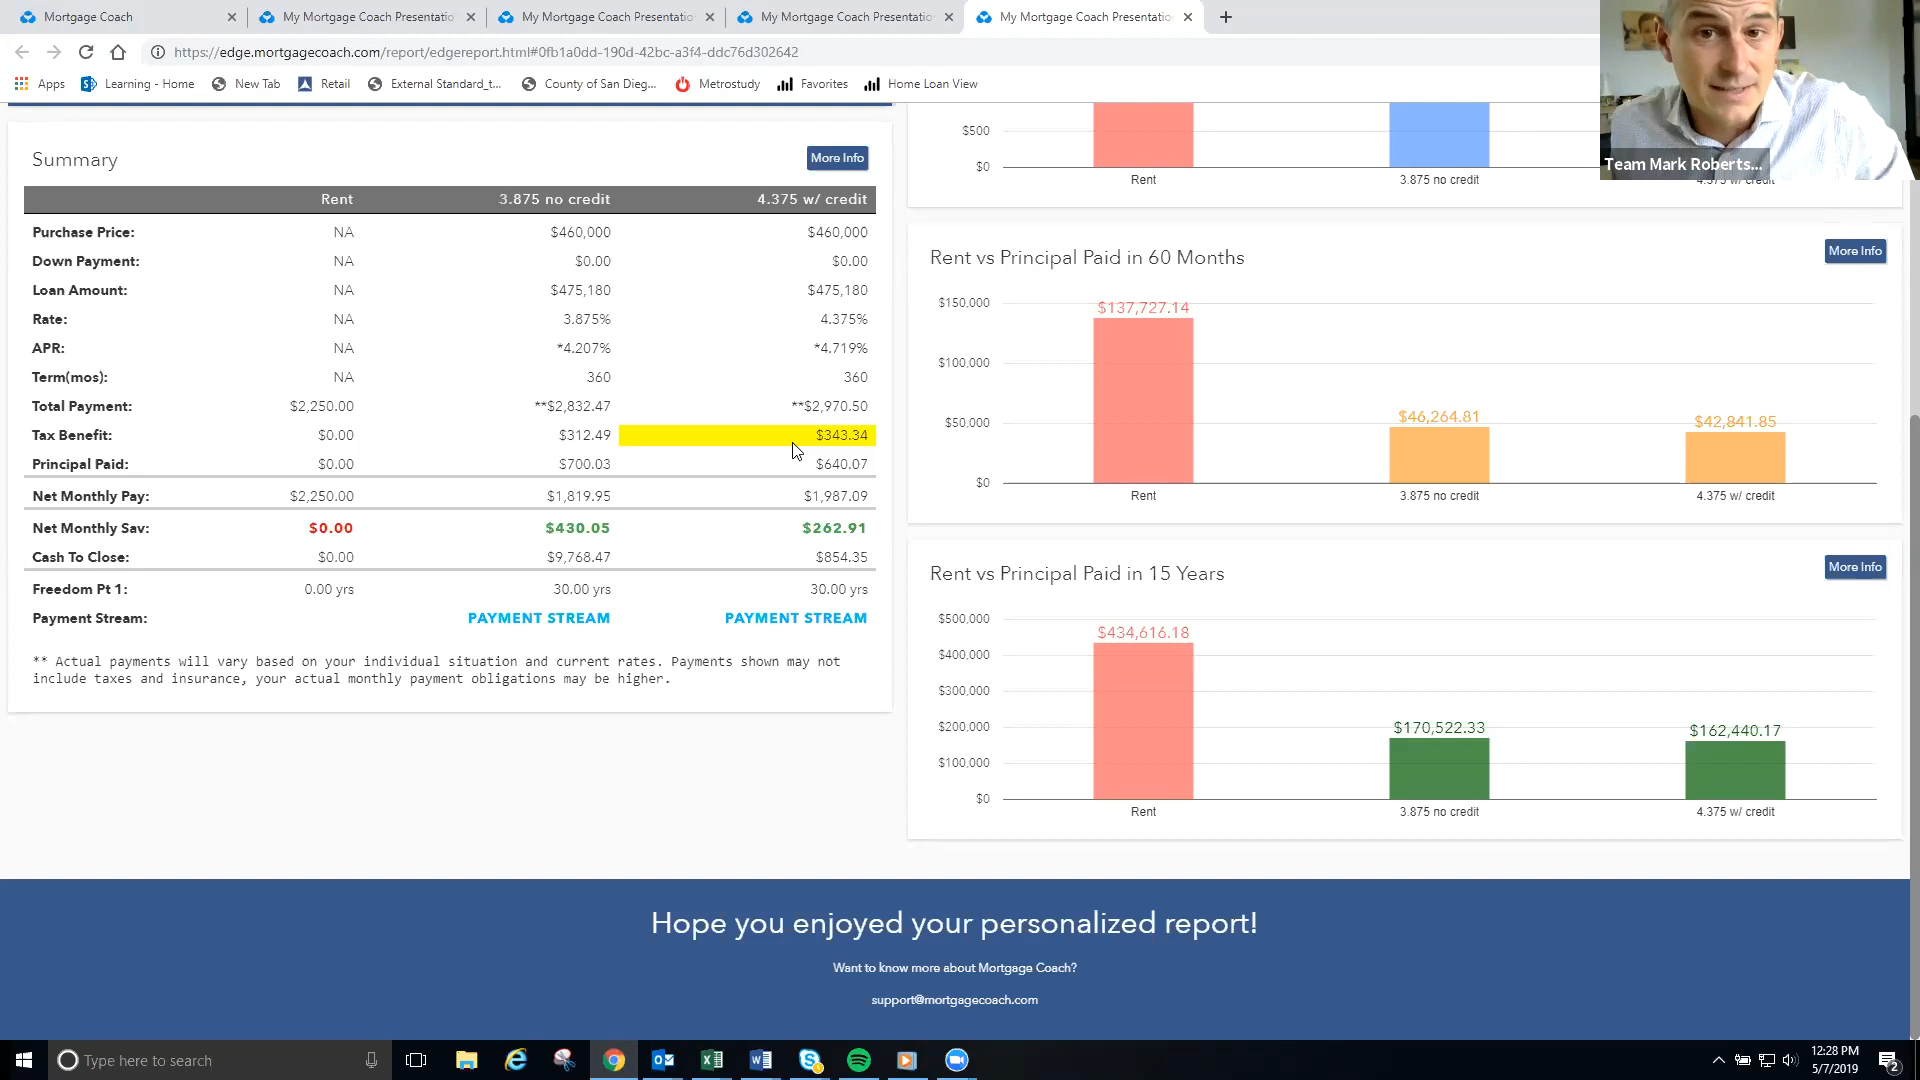 Mortgage Coach
My Mortgage Coach Presentatio
My Mortgage Coach Presentatio
My Mortgage Coach Presentatio
My Mortgage Coach Presentatio
https://edge.mortgagecoach.com/report/edgereport.html#0fb1a0dd-190d-42bc-a3f4-ddc76d302642
Apps Learning - Home New Tab Retail External Standard_t... County of San Dieg... Metrostudy Favorites Home Loan View
Team Mark Roberts...
Summary
More Info
Rent 3.875 no credit 4.375 w/ credit
Purchase Price: NA $460,000 $460,000
Down Payment: NA $0.00 $0.00
Loan Amount: NA $475,180 $475,180
Rate: NA 3.875% 4.375%
APR: NA *4.207% *4.719%
Term(mos): NA 360 360
Total Payment: $2,250.00 **$2,832.47 **$2,970.50
Tax Benefit: $0.00 $312.49 $343.34
Principal Paid: $0.00 $700.03 $640.07
Net Monthly Pay: $2,250.00 $1,819.95 $1,987.09
Net Monthly Sav: $0.00 $430.05 $262.91
Cash To Close: $0.00 $9,768.47 $854.35
Freedom Pt 1: 0.00 yrs 30.00 yrs 30.00 yrs
Payment Stream: PAYMENT STREAM PAYMENT STREAM
** Actual payments will vary based on your individual situation and current rates. Payments shown may not
include taxes and insurance, your actual monthly payment obligations may be higher.
$500
$0
Rent 3.875 no credit 4.375 w/ credit
Rent vs Principal Paid in 60 Months
More Info
$150,000
$137,727.14
$100,000
$50,000
$46,264.81
$42,841.85
$0
Rent 3.875 no credit 4.375 w/ credit
Rent vs Principal Paid in 15 Years
More Info
$500,000
$434,616.18
$400,000
$300,000
$200,000
$170,522.33
$162,440.17
$100,000
$0
Rent 3.875 no credit 4.375 w/ credit
Hope you enjoyed your personalized report!
Want to know more about Mortgage Coach?
support@mortgagecoach.com
Type here to search
12:28 PM
5/7/2019
2